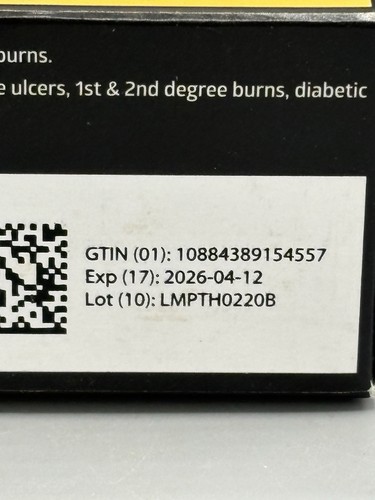 burns.
ulcers, 1st & 2nd degree burns, diabetic
GTIN (01): 10884389154557
Exp (17): 2026-04-12
Lot (10): LMPTH0220B